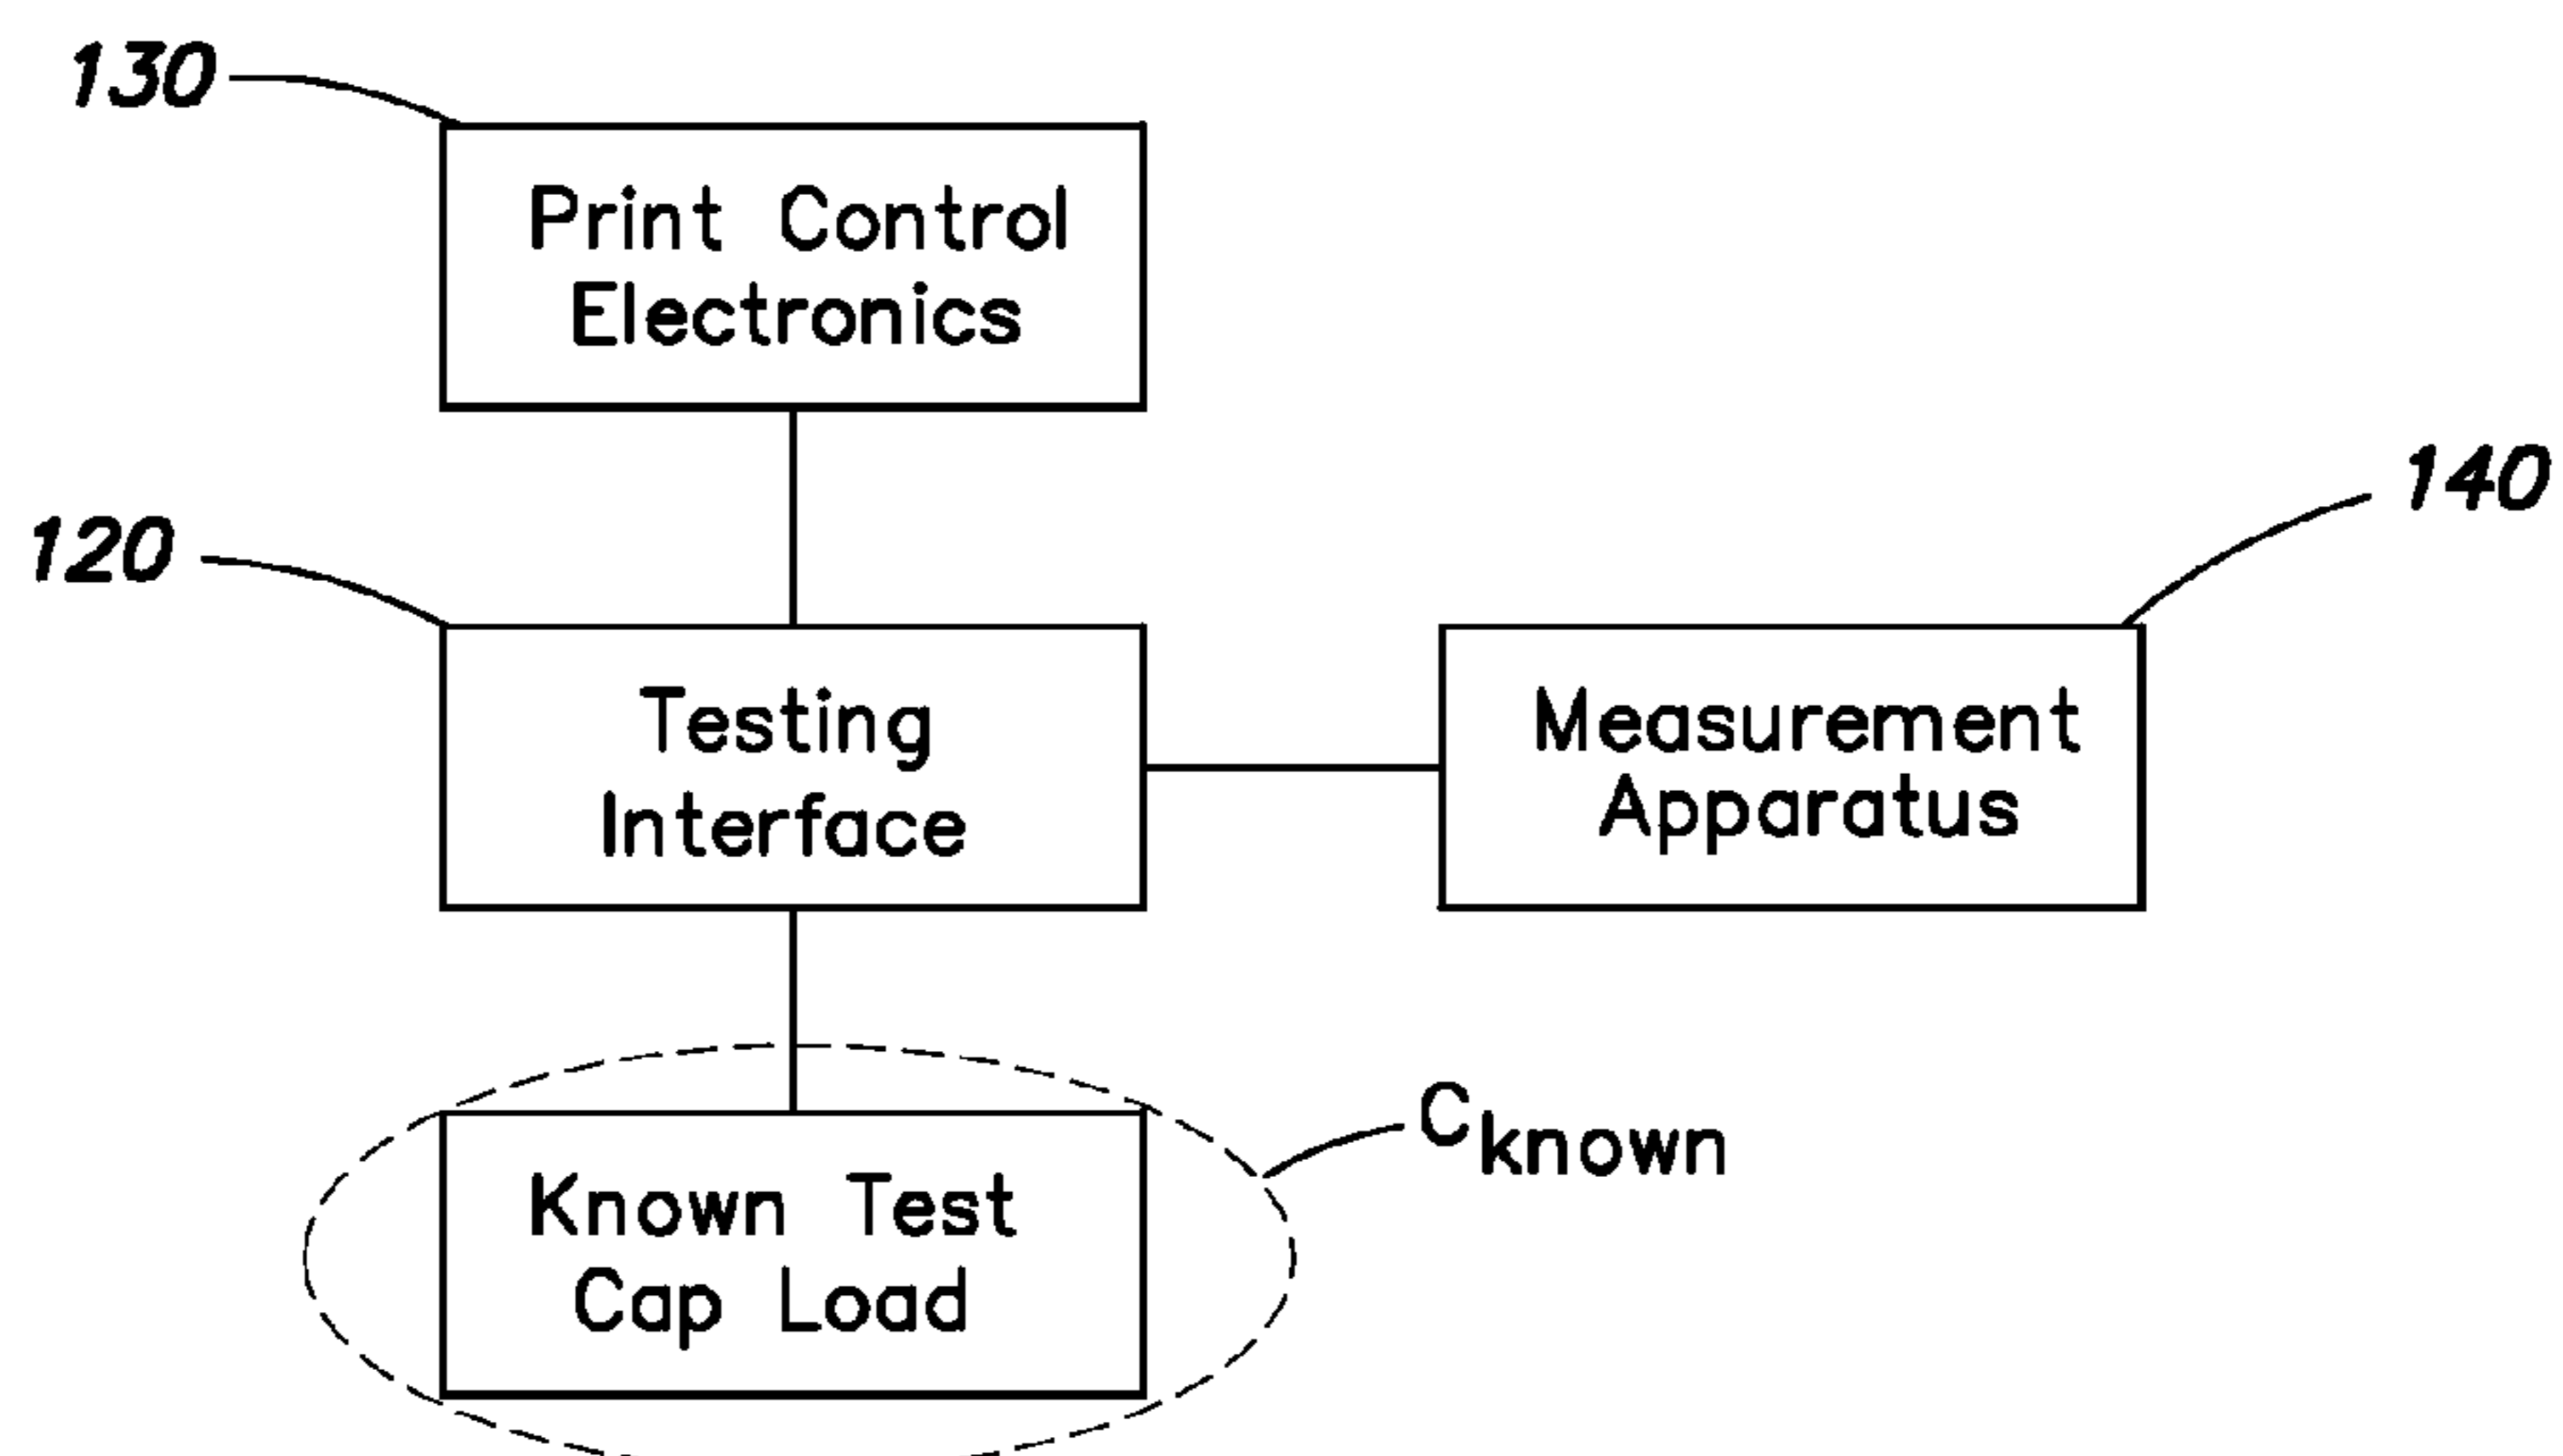 130
Print Control
Electronics
120
140
Testing
Interface
Measurement
Apparatus
Cknown
Known Test
Cap Load